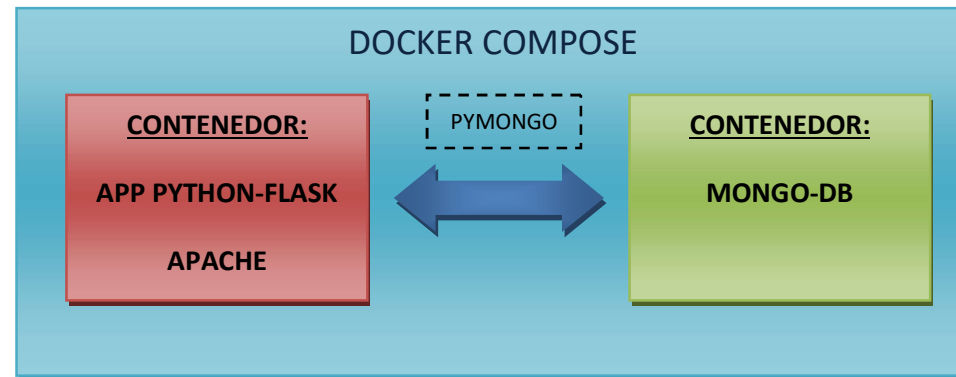 DOCKER COMPOSE
CONTENEDOR:
APP PYTHON-FLASK
APACHE
PYMONGO
CONTENEDOR:
MONGO-DB